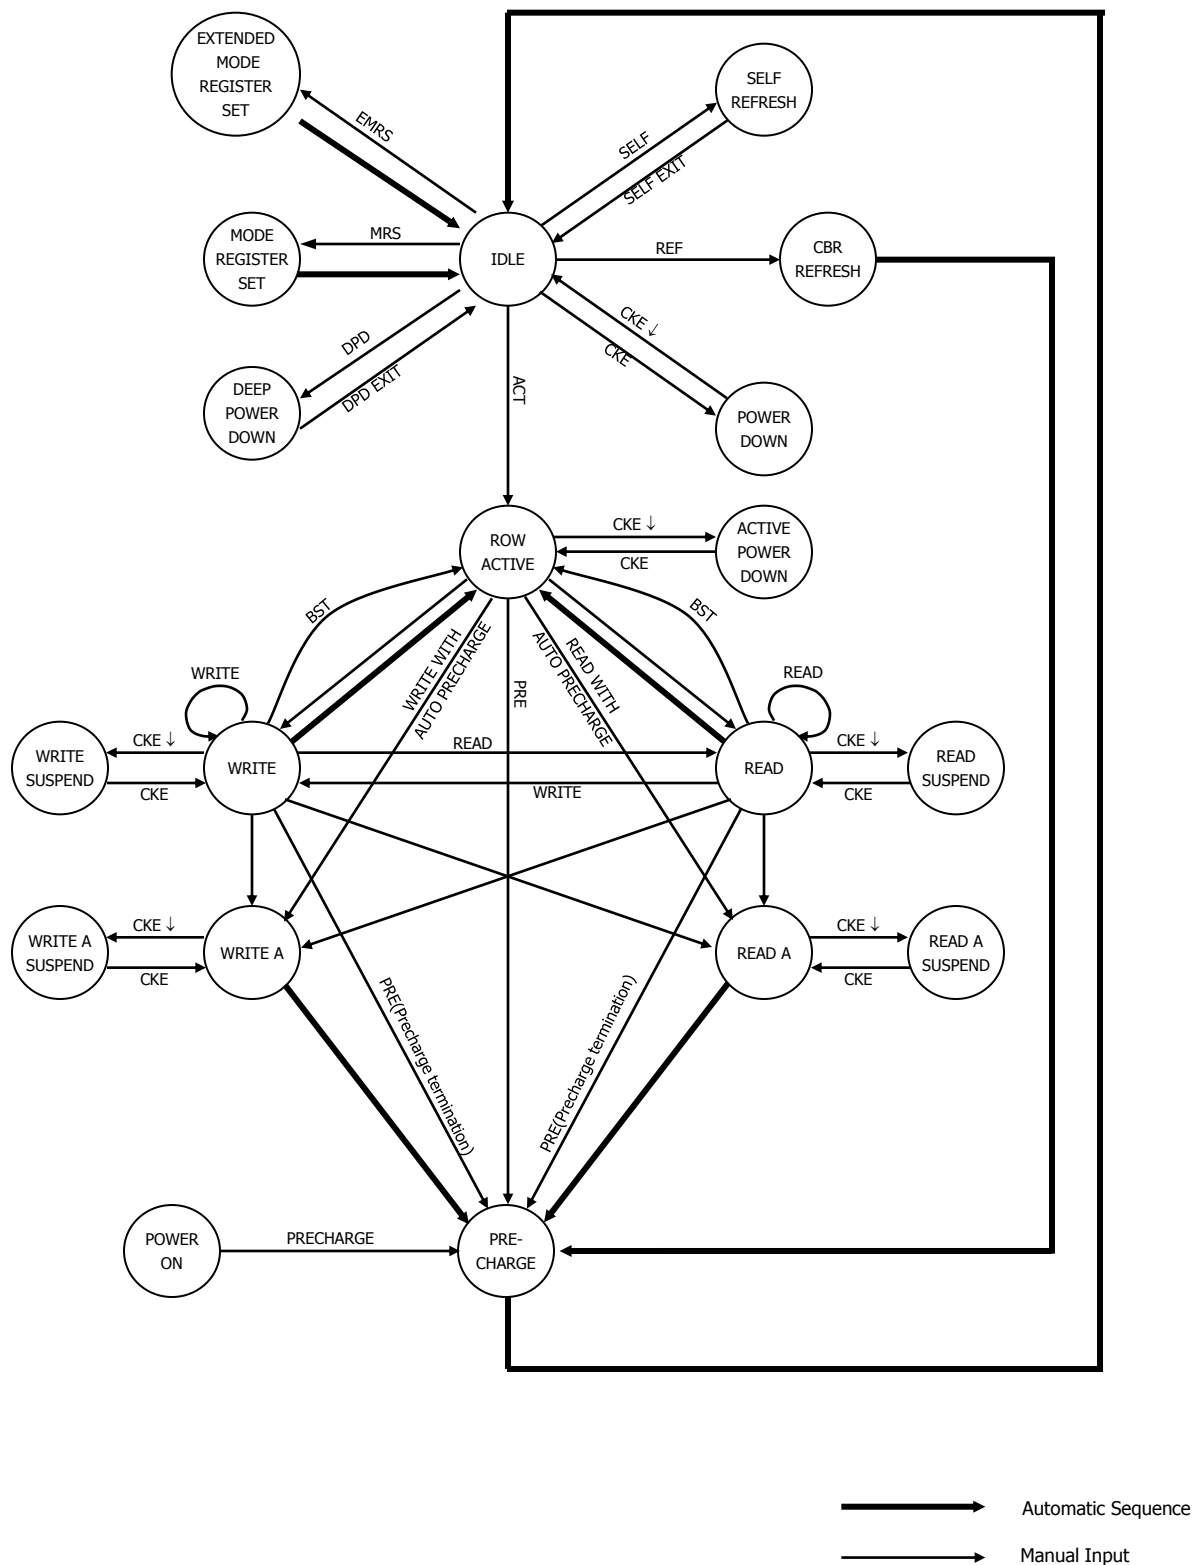 EXTENDED
MODE
REGISTER
SET
SELF
REFRESH
EMRS
SELF
SELF EXIT
MODE
REGISTER
SET
MRS
IDLE
REF
CBR
REFRESH
DPD
DPD EXIT
CKE ↓
CKE
DEEP
POWER
DOWN
ACT
POWER
DOWN
ROW
ACTIVE
CKE ↓
CKE
ACTIVE
POWER
DOWN
BST
BST
WRITE WITH
AUTO PRECHARGE
PRE
READ WITH
AUTO PRECHARGE
WRITE
READ
WRITE
SUSPEND
CKE ↓
CKE
WRITE
READ
WRITE
READ
CKE ↓
CKE
READ
SUSPEND
WRITE A
SUSPEND
CKE ↓
CKE
WRITE A
READ A
CKE ↓
CKE
READ A
SUSPEND
PRE(Precharge termination)
PRE(Precharge termination)
POWER
ON
PRECHARGE
PRE-
CHARGE
Automatic Sequence
Manual Input